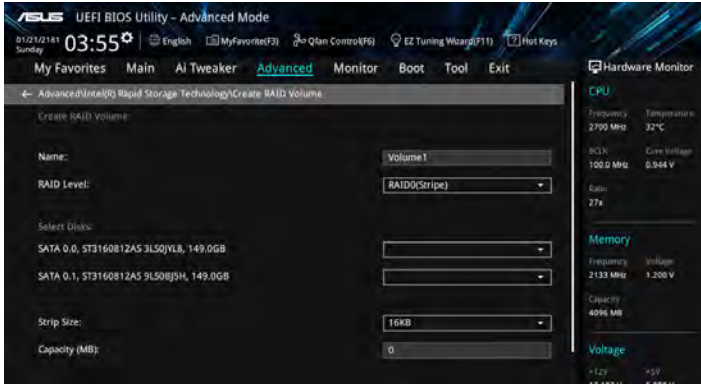 ASUS UEFI BIOS Utility – Advanced Mode
01/21/2181 Sunday 03:55 English MyFavorite(F3) Qfan Control(F6) EZ Tuning Wizard(F11) ? Hot Keys
My Favorites Main Ai Tweaker Advanced Monitor Boot Tool Exit
← Advanced\Intel(R) Rapid Storage Technology\Create RAID Volume
Create RAID Volume
Name: Volume1
RAID Level: RAID0(Stripe)
Select Disks:
SATA 0.0, ST3160812AS 3LS0JYL8, 149.0GB
SATA 0.1, ST3160812AS 9LS0BJ5H, 149.0GB
Strip Size: 16KB
Capacity (MB): 0
Hardware Monitor
CPU
Frequency Temperature
2700 MHz 32°C
BCLK Core Voltage
100.0 MHz 0.944 V
Ratio
27x
Memory
Frequency Voltage
2133 MHz 1.200 V
Capacity
4096 MB
Voltage
+12V +5V